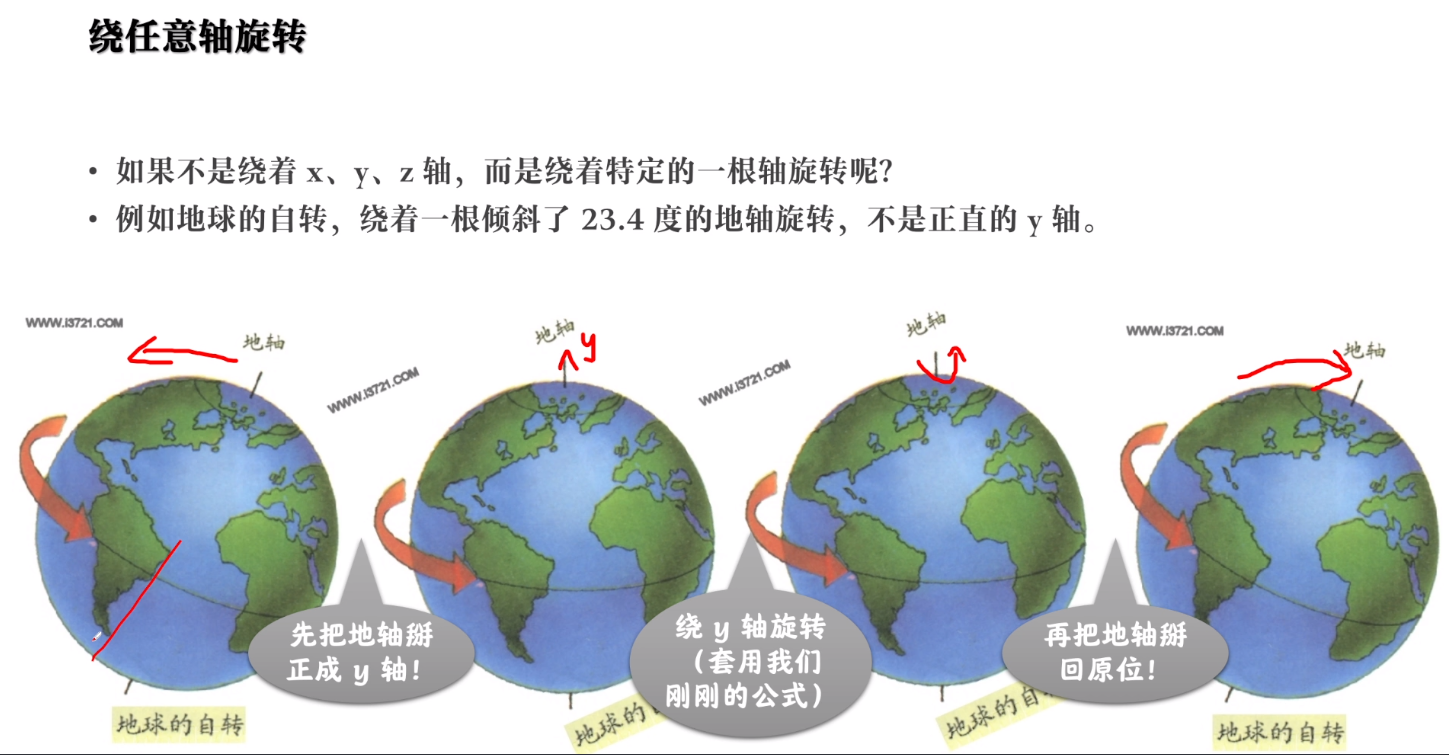 绕任意轴旋转
• 如果不是绕着 x、y、z 轴，而是绕着特定的一根轴旋转呢？
• 例如地球的自转，绕着一根倾斜了 23.4 度的地轴旋转，不是正直的 y 轴。
WWW.I3721.COM
地轴
地轴
y
WWW.I3721.COM
地轴
WWW.I3721.COM
WWW.I3721.COM
地轴
先把地轴掰
正成 y 轴！
绕 y 轴旋转
（套用我们
刚刚的公式）
再把地轴掰
回原位！
地球的自转
地球的
地球的自
地球的自转